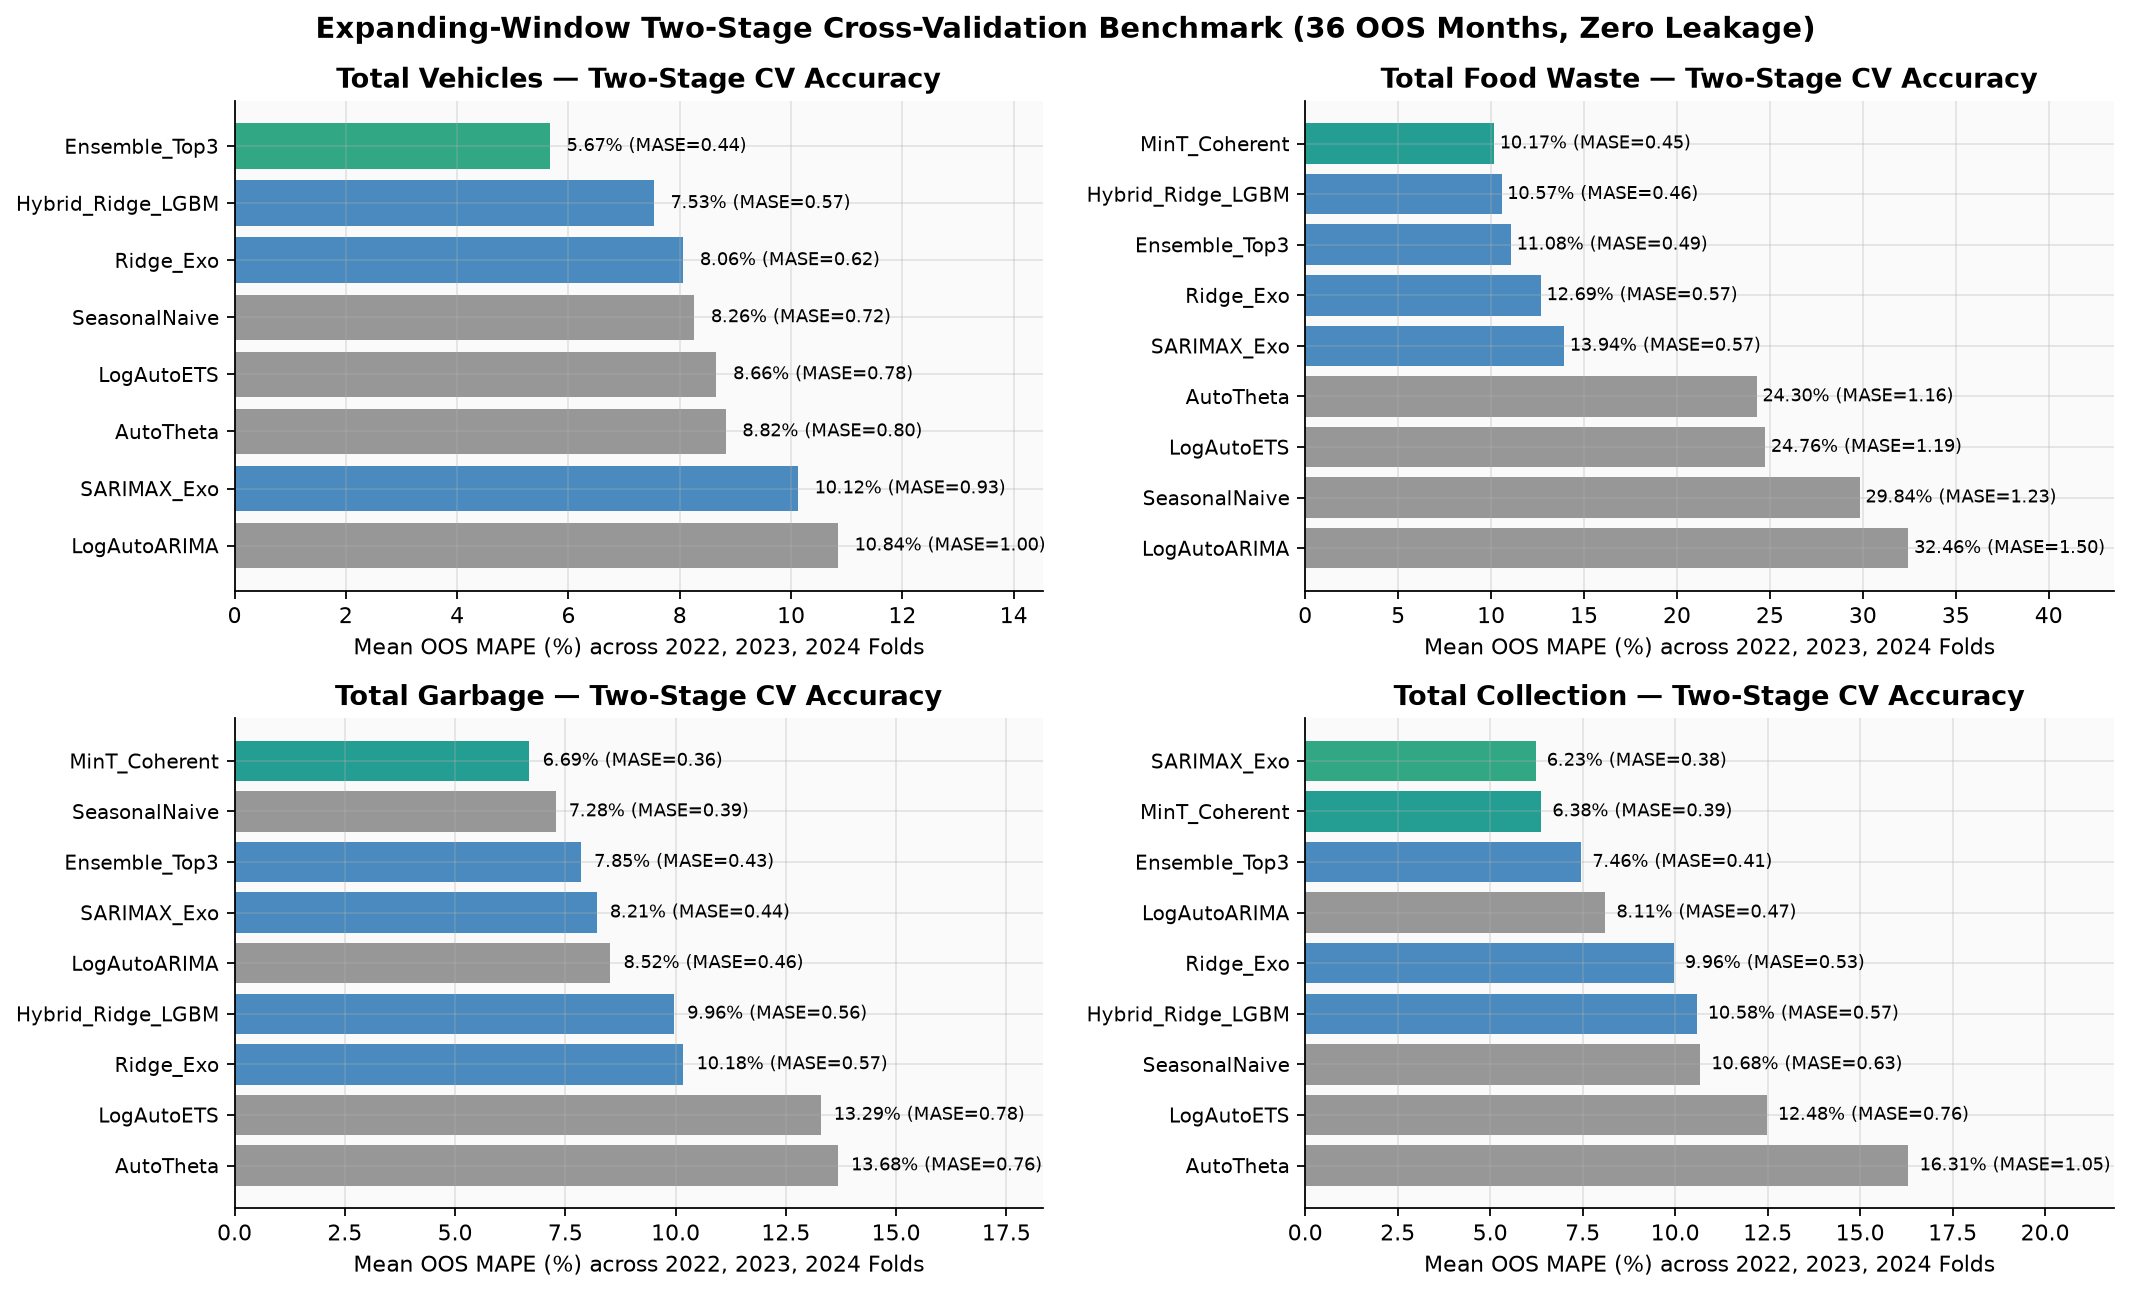 Expanding-Window Two-Stage Cross-Validation Benchmark (36 OOS Months, Zero Leakage)
Total Vehicles — Two-Stage CV Accuracy
Ensemble_Top3 5.67% (MASE=0.44)
Hybrid_Ridge_LGBM 7.53% (MASE=0.57)
Ridge_Exo 8.06% (MASE=0.62)
SeasonalNaive 8.26% (MASE=0.72)
LogAutoETS 8.66% (MASE=0.78)
AutoTheta 8.82% (MASE=0.80)
SARIMAX_Exo 10.12% (MASE=0.93)
LogAutoARIMA 10.84% (MASE=1.00)
0 2 4 6 8 10 12 14
Mean OOS MAPE (%) across 2022, 2023, 2024 Folds
Total Food Waste — Two-Stage CV Accuracy
MinT_Coherent 10.17% (MASE=0.45)
Hybrid_Ridge_LGBM 10.57% (MASE=0.46)
Ensemble_Top3 11.08% (MASE=0.49)
Ridge_Exo 12.69% (MASE=0.57)
SARIMAX_Exo 13.94% (MASE=0.57)
AutoTheta 24.30% (MASE=1.16)
LogAutoETS 24.76% (MASE=1.19)
SeasonalNaive 29.84% (MASE=1.23)
LogAutoARIMA 32.46% (MASE=1.50)
0 5 10 15 20 25 30 35 40
Mean OOS MAPE (%) across 2022, 2023, 2024 Folds
Total Garbage — Two-Stage CV Accuracy
MinT_Coherent 6.69% (MASE=0.36)
SeasonalNaive 7.28% (MASE=0.39)
Ensemble_Top3 7.85% (MASE=0.43)
SARIMAX_Exo 8.21% (MASE=0.44)
LogAutoARIMA 8.52% (MASE=0.46)
Hybrid_Ridge_LGBM 9.96% (MASE=0.56)
Ridge_Exo 10.18% (MASE=0.57)
LogAutoETS 13.29% (MASE=0.78)
AutoTheta 13.68% (MASE=0.76)
0.0 2.5 5.0 7.5 10.0 12.5 15.0 17.5
Mean OOS MAPE (%) across 2022, 2023, 2024 Folds
Total Collection — Two-Stage CV Accuracy
SARIMAX_Exo 6.23% (MASE=0.38)
MinT_Coherent 6.38% (MASE=0.39)
Ensemble_Top3 7.46% (MASE=0.41)
LogAutoARIMA 8.11% (MASE=0.47)
Ridge_Exo 9.96% (MASE=0.53)
Hybrid_Ridge_LGBM 10.58% (MASE=0.57)
SeasonalNaive 10.68% (MASE=0.63)
LogAutoETS 12.48% (MASE=0.76)
AutoTheta 16.31% (MASE=1.05)
0.0 2.5 5.0 7.5 10.0 12.5 15.0 17.5 20.0
Mean OOS MAPE (%) across 2022, 2023, 2024 Folds